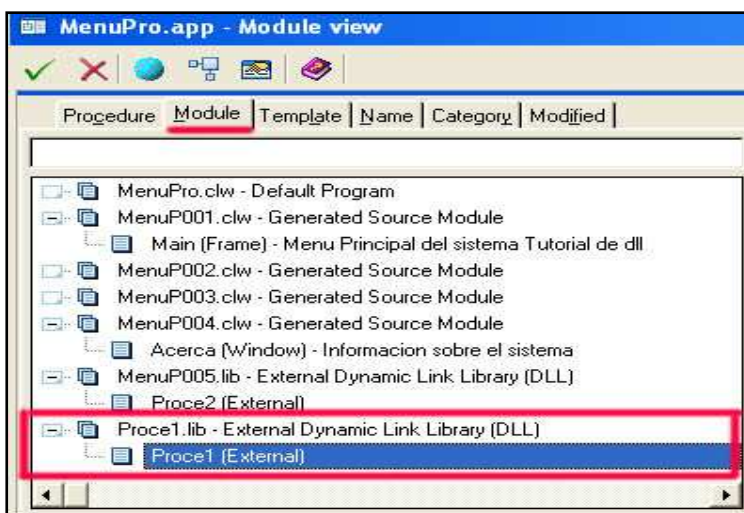 MenuPro.app - Module view
Procedure Module Template Name Category Modified
MenuPro.clw - Default Program
MenuP001.clw - Generated Source Module
Main (Frame) - Menu Principal del sistema Tutorial de dll
MenuP002.clw - Generated Source Module
MenuP003.clw - Generated Source Module
MenuP004.clw - Generated Source Module
Acerca (Window) - Informacion sobre el sistema
MenuP005.lib - External Dynamic Link Library (DLL)
Proce2 (External)
Proce1.lib - External Dynamic Link Library (DLL)
Proce1 (External)